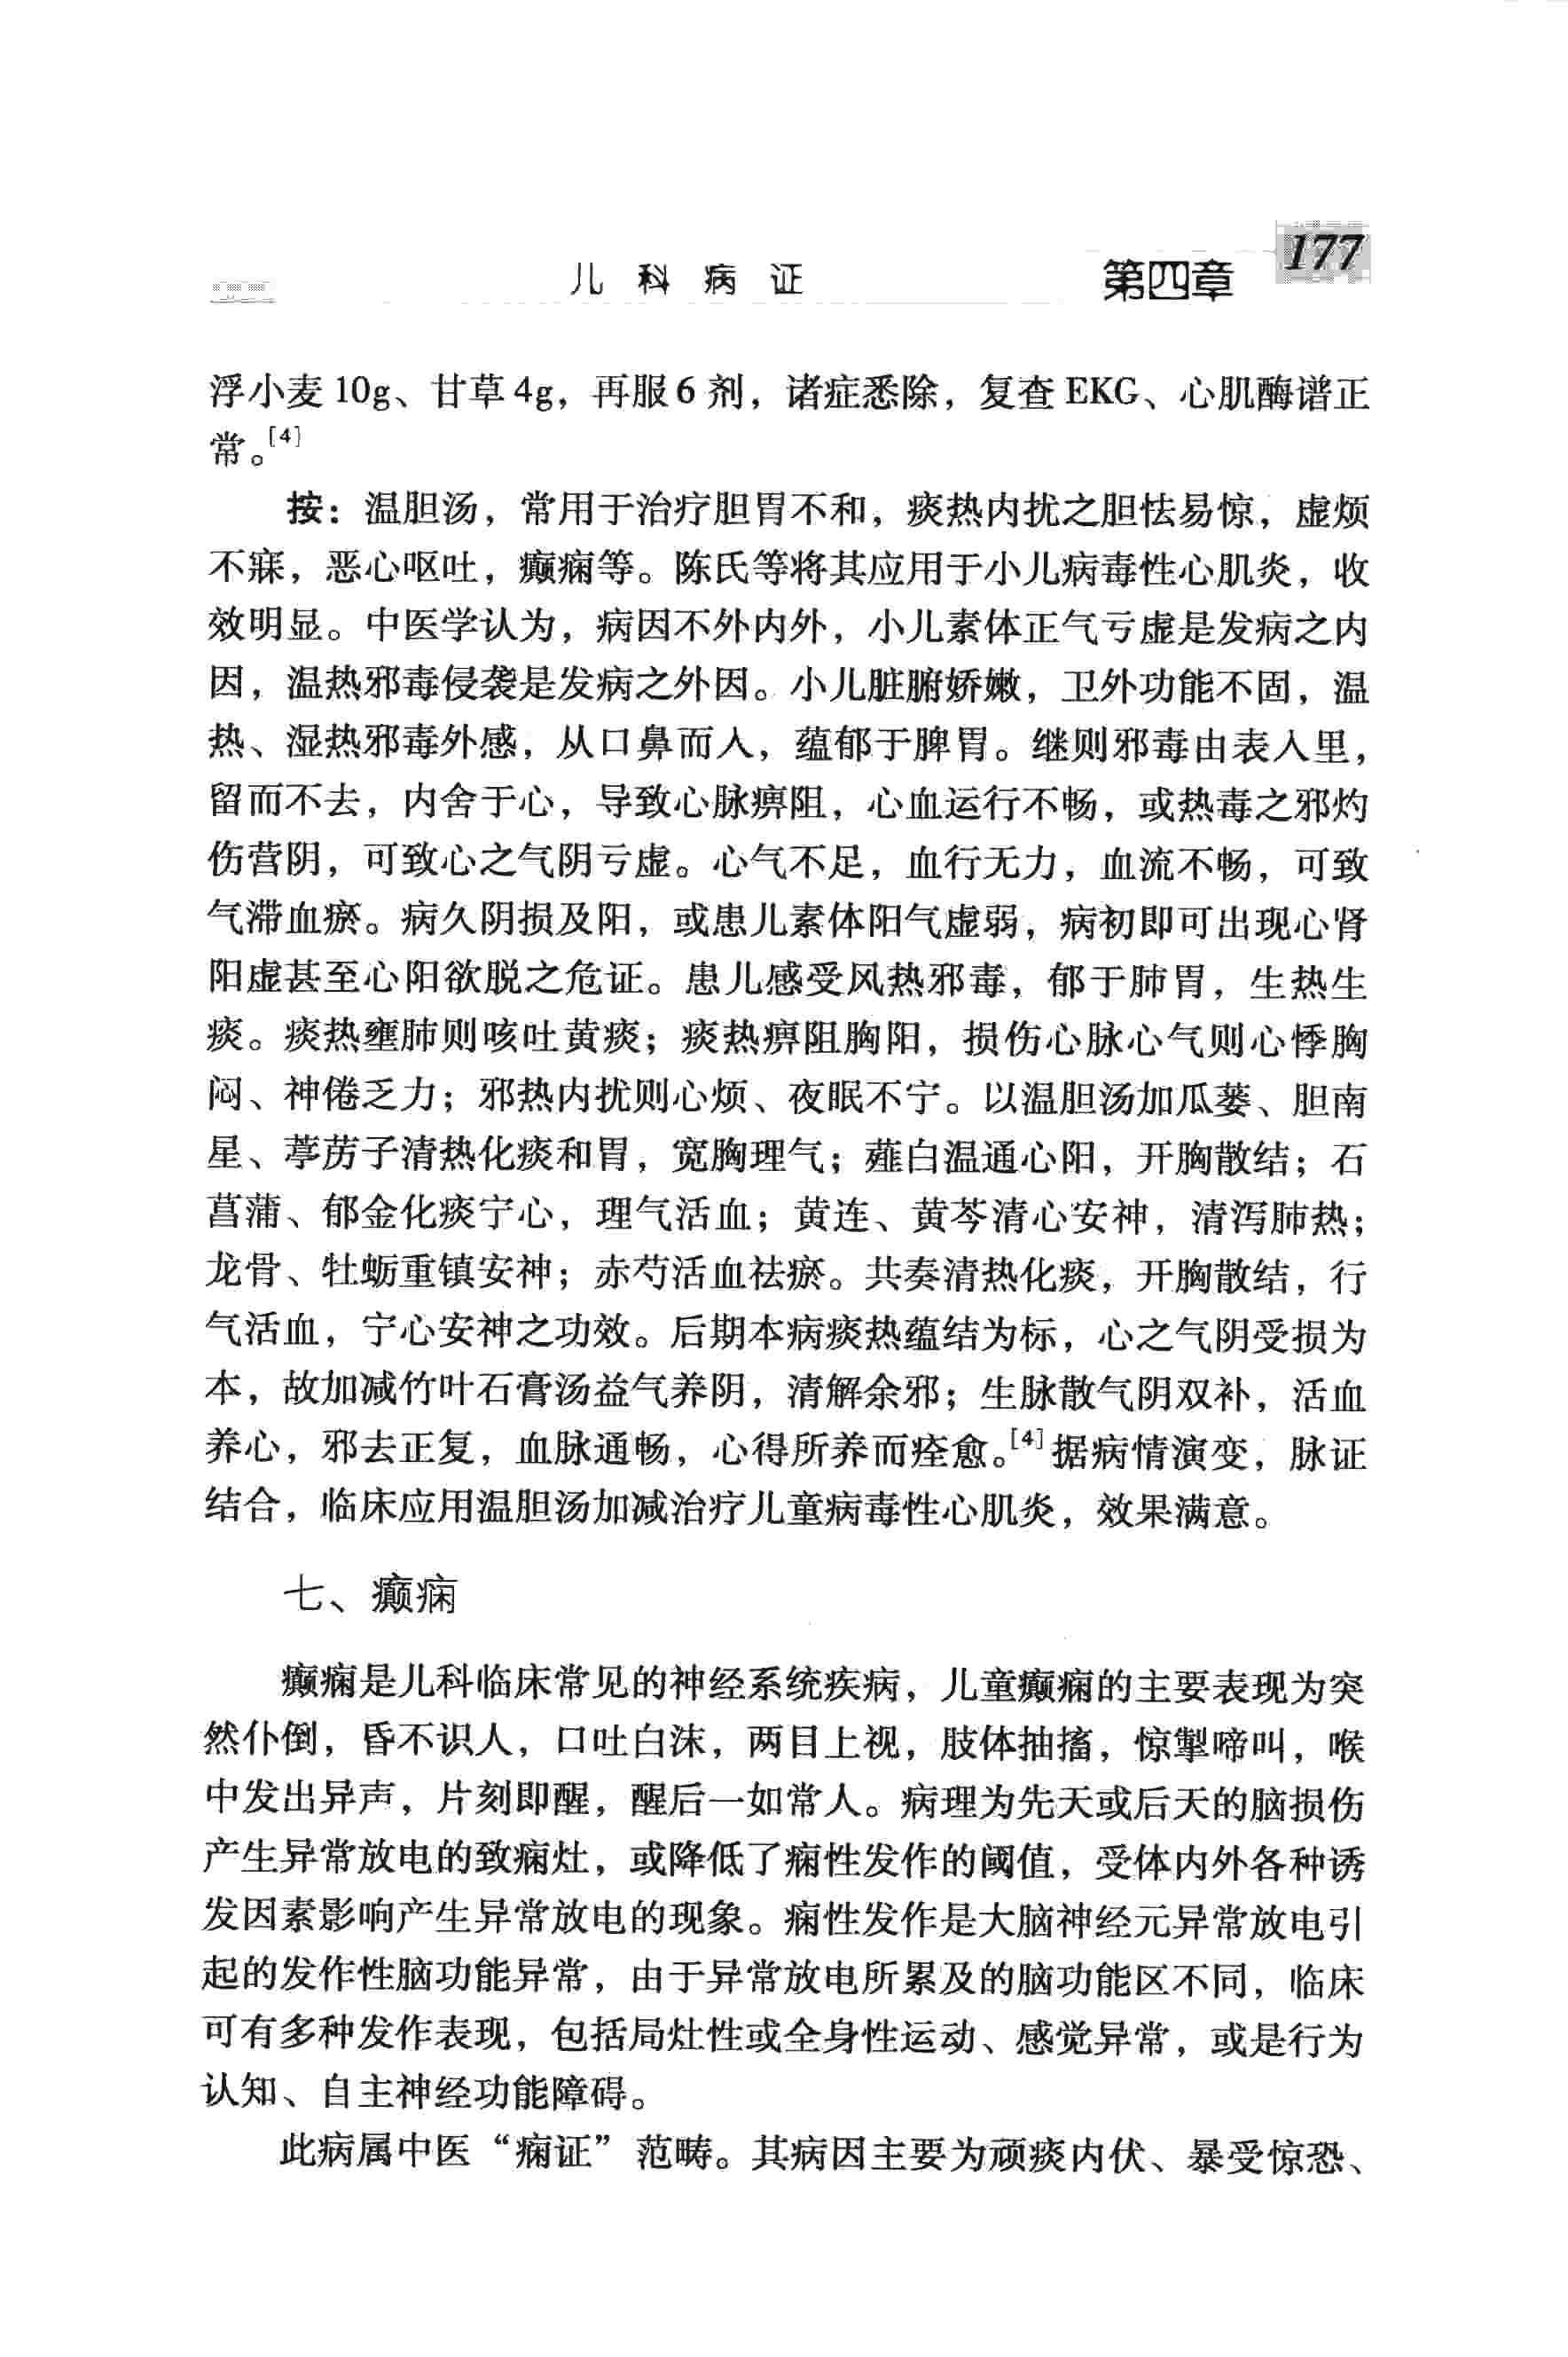 儿科病证 第四章 177
浮小麦 10g、甘草 4g，再服 6 剂，诸症悉除，复查 EKG、心肌酶谱正
常。[4]
按：温胆汤，常用于治疗胆胃不和，痰热内扰之胆怯易惊，虚烦
不寐，恶心呕吐，癫痫等。陈氏等将其应用于小儿病毒性心肌炎，收
效明显。中医学认为，病因不外内外，小儿素体正气亏虚是发病之内
因，温热邪毒侵袭是发病之外因。小儿脏腑娇嫩，卫外功能不固，温
热、湿热邪毒外感，从口鼻而入，蕴郁于脾胃。继则邪毒由表入里，
留而不去，内舍于心，导致心脉痹阻，心血运行不畅，或热毒之邪灼
伤营阴，可致心之气阴亏虚。心气不足，血行无力，血流不畅，可致
气滞血瘀。病久阴损及阳，或患儿素体阳气虚弱，病初即可出现心肾
阳虚甚至心阳欲脱之危证。患儿感受风热邪毒，郁于肺胃，生热生
痰。痰热壅肺则咳吐黄痰；痰热痹阻胸阳，损伤心脉心气则心悸胸
闷、神倦乏力；邪热内扰则心烦、夜眠不宁。以温胆汤加瓜蒌、胆南
星、葶苈子清热化痰和胃，宽胸理气；薤白温通心阳，开胸散结；石
菖蒲、郁金化痰宁心，理气活血；黄连、黄芩清心安神，清泻肺热；
龙骨、牡蛎重镇安神；赤芍活血祛瘀。共奏清热化痰，开胸散结，行
气活血，宁心安神之功效。后期本病痰热蕴结为标，心之气阴受损为
本，故加减竹叶石膏汤益气养阴，清解余邪；生脉散气阴双补，活血
养心，邪去正复，血脉通畅，心得所养而痊愈。[4]据病情演变，脉证
结合，临床应用温胆汤加减治疗儿童病毒性心肌炎，效果满意。
七、癫痫
癫痫是儿科临床常见的神经系统疾病，儿童癫痫的主要表现为突
然仆倒，昏不识人，口吐白沫，两目上视，肢体抽搐，惊掣啼叫，喉
中发出异声，片刻即醒，醒后一如常人。病理为先天或后天的脑损伤
产生异常放电的致痫灶，或降低了痫性发作的阈值，受体内外各种诱
发因素影响产生异常放电的现象。痫性发作是大脑神经元异常放电引
起的发作性脑功能异常，由于异常放电所累及的脑功能区不同，临床
可有多种发作表现，包括局灶性或全身性运动、感觉异常，或是行为
认知、自主神经功能障碍。
此病属中医“痫证”范畴。其病因主要为顽痰内伏、暴受惊恐、